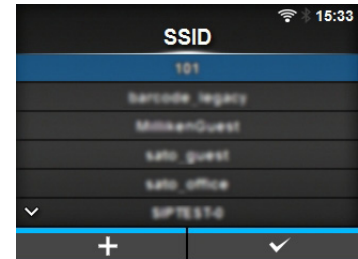 15:33
SSID
101
barcode_legacy
MillikenGuest
sato_guest
sato_office
SIPTEST-0